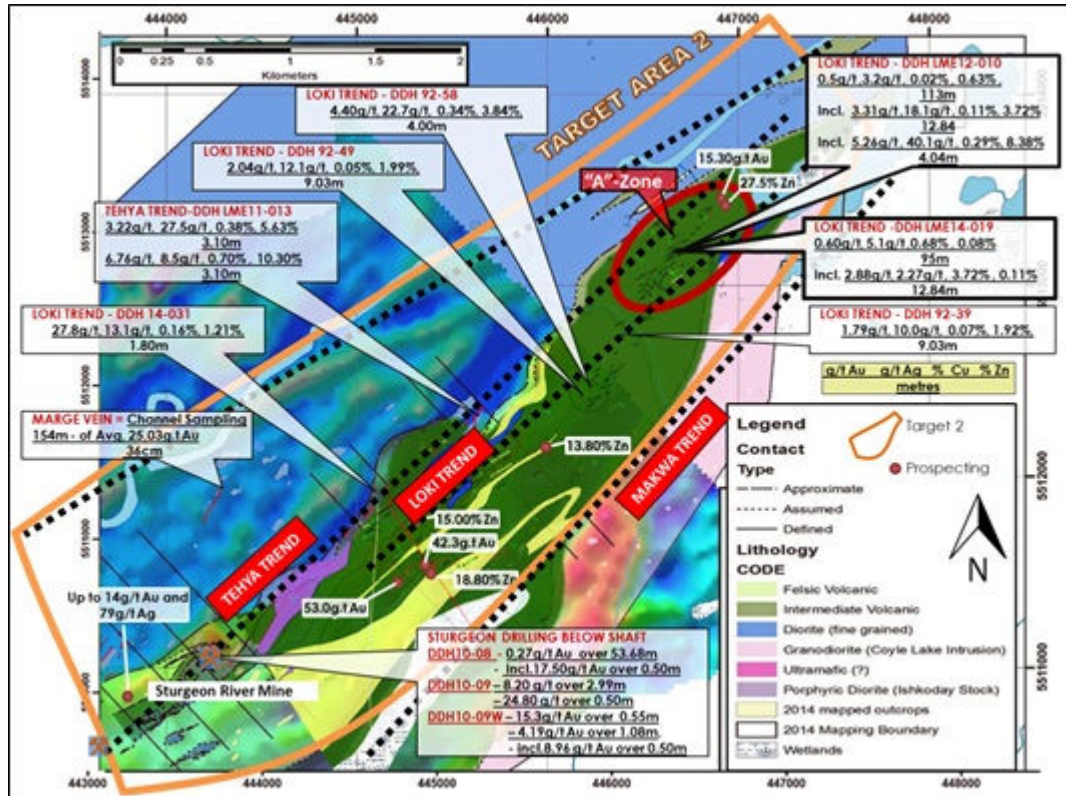 444000 445000 446000 447000 448000
0 0.25 0.5 1 1.5 2
Kilometers
TARGET AREA 2
LOKI TREND - DDH 92-58
4.40g/t, 22.7g/t, 0.34%, 3.84%,
4.00m
LOKI TREND - DDH LME12-010
0.5g/t, 3.2g/t, 0.02%, 0.63%,
113m
Incl. 3.31g/t, 18.1g/t, 0.11%, 3.72%
12.84
Incl. 5.26g/t, 40.1g/t, 0.29%, 8.38%
4.04m
LOKI TREND - DDH 92-49
2.04g/t, 12.1g/t, 0.05%, 1.99%,
9.03m
15.30g.t Au
27.5% Zn
"A"-Zone
TEHYA TREND-DDH LME11-013
3.22g/t, 27.5g/t, 0.38%, 5.63%
3.10m
6.76g/t, 8.5g/t, 0.70%, 10.30%
3.10m
LOKI TREND - DDH LME14-019
0.60g/t, 5.1g/t, 0.68%, 0.08%
95m
Incl. 2.88g/t, 2.27g/t, 3.72%, 0.11%
12.84m
LOKI TREND - DDH 14-031
27.8g/t, 13.1g/t, 0.16%, 1.21%,
1.80m
LOKI TREND - DDH 92-39
1.79g/t, 10.0g/t, 0.07%, 1.92%
9.03m
g/t Au g/t Ag % Cu % Zn
metres
MARGE VEIN = Channel Sampling
154m - of Avg. 25.03g.t Au
36cm
13.80% Zn
LOKI TREND
MAKWA TREND
TEHYA TREND
15.00% Zn
42.3g.t Au
18.80% Zn
53.0g.t Au
Up to 14g/t Au and
79g/t Ag
Sturgeon River Mine
STURGEON DRILLING BELOW SHAFT
DDH10-08 - 0.27g/t Au over 53.68m
- Incl.17.50g/t Au over 0.50m
DDH10-09 – 8.20 g/t over 2.99m
– 24.80 g/t over 0.50m
DDH10-09W – 15.3g/t Au over 0.55m
– 4.19g/t Au over 1.08m,
- incl.8.96 g/t Au over 0.50m
Legend
Contact
Type
Approximate
Assumed
Defined
Target 2
Prospecting
N
Lithology
CODE
Felsic Volcanic
Intermediate Volcanic
Diorite (fine grained)
Granodiorite (Coyle Lake Intrusion)
Ultramatic (?)
Porphyric Diorite (Ishkoday Stock)
2014 mapped outcrops
2014 Mapping Boundary
Wetlands
5514000
5513000
5512000
5511000
5512000
5511000
443000 444000 445000 446000 447000 448000